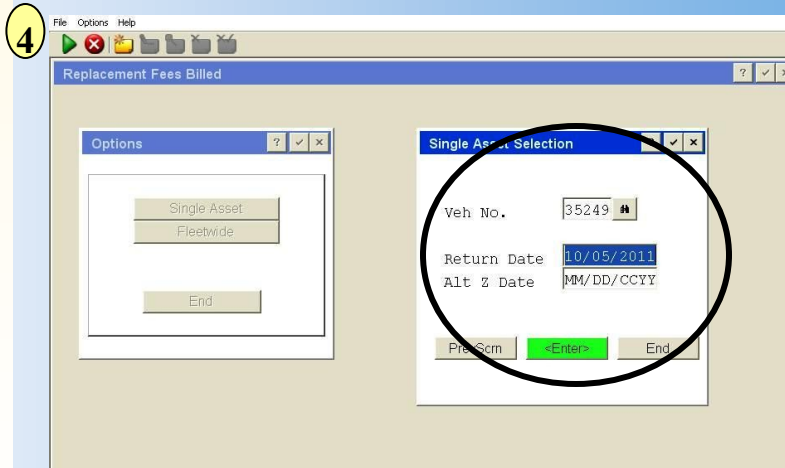 4
File Options Help
Replacement Fees Billed
? ✓ ×
Options
? ✓ ×
Single Asset
Fleetwide
End
Single Asset Selection
? ✓ ×
Veh No. 35249
Return Date 10/05/2011
Alt Z Date MM/DD/CCYY
PrevScrn <Enter> End